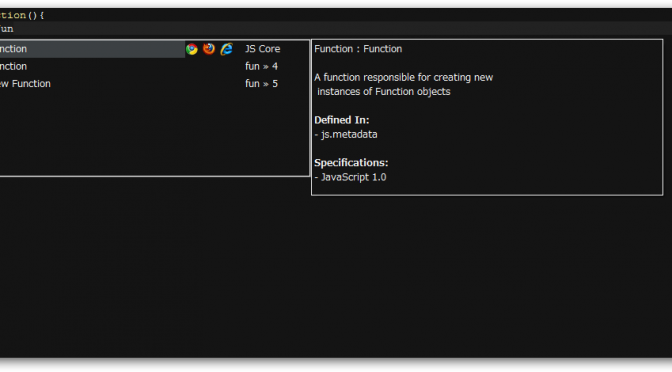 ction(){
fun
nction JS Core
nction fun » 4
ew Function fun » 5
Function : Function
A function responsible for creating new
instances of Function objects
Defined In:
- js.metadata
Specifications:
- JavaScript 1.0